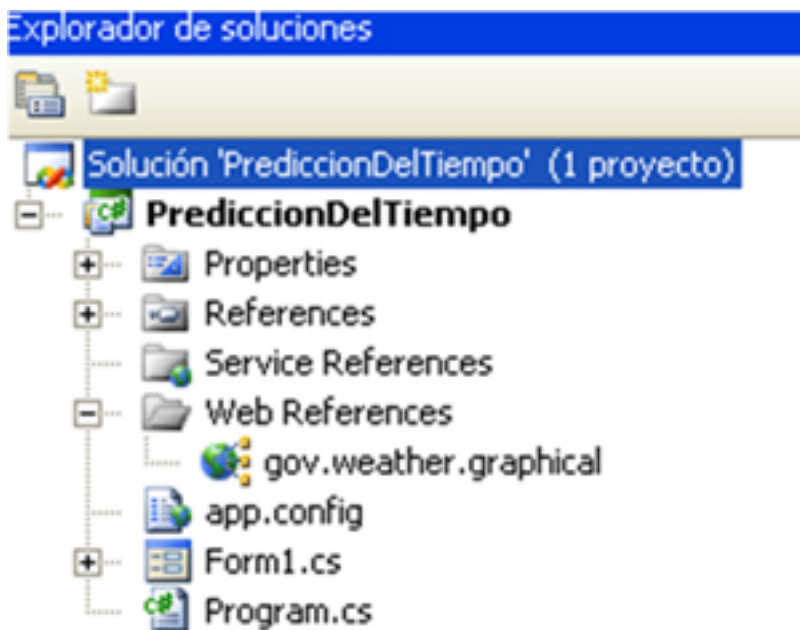 Explorador de soluciones
Solución 'PrediccionDelTiempo' (1 proyecto)
PrediccionDelTiempo
Properties
References
Service References
Web References
gov.weather.graphical
app.config
Form1.cs
Program.cs